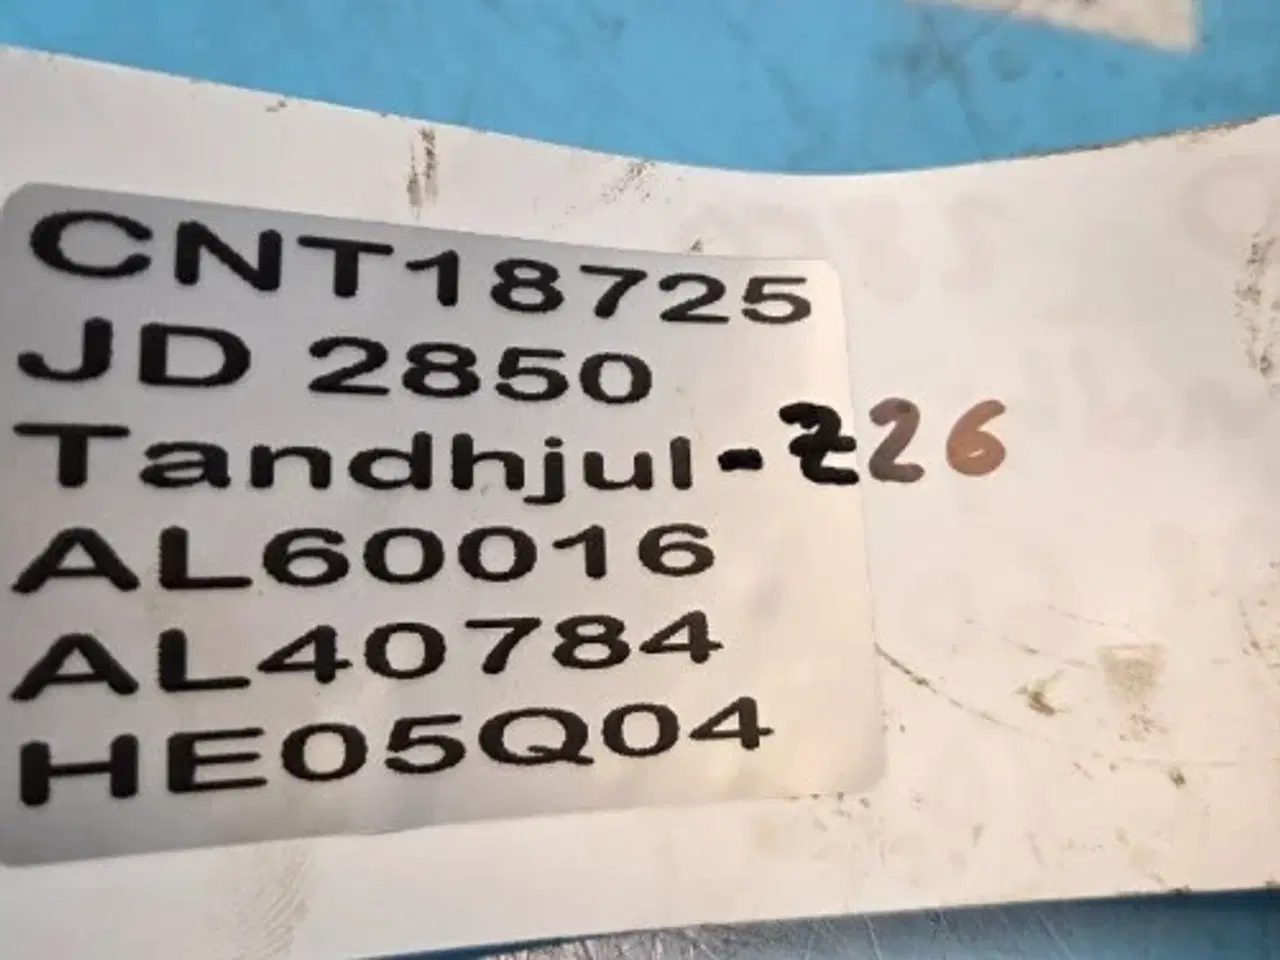 CNT18725
JD 2850
Tandhjul-Z26
AL60016
AL40784
HE05Q04